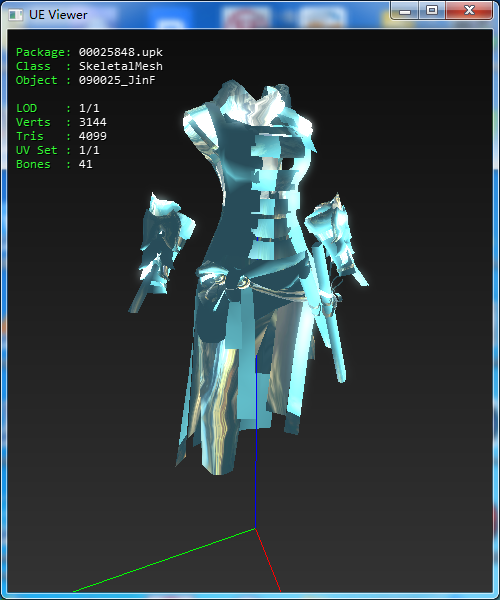 UE Viewer
Package: 00025848.upk
Class  : SkeletalMesh
Object : 090025_JinF
LOD    : 1/1
Verts  : 3144
Tris   : 4099
UV Set : 1/1
Bones  : 41